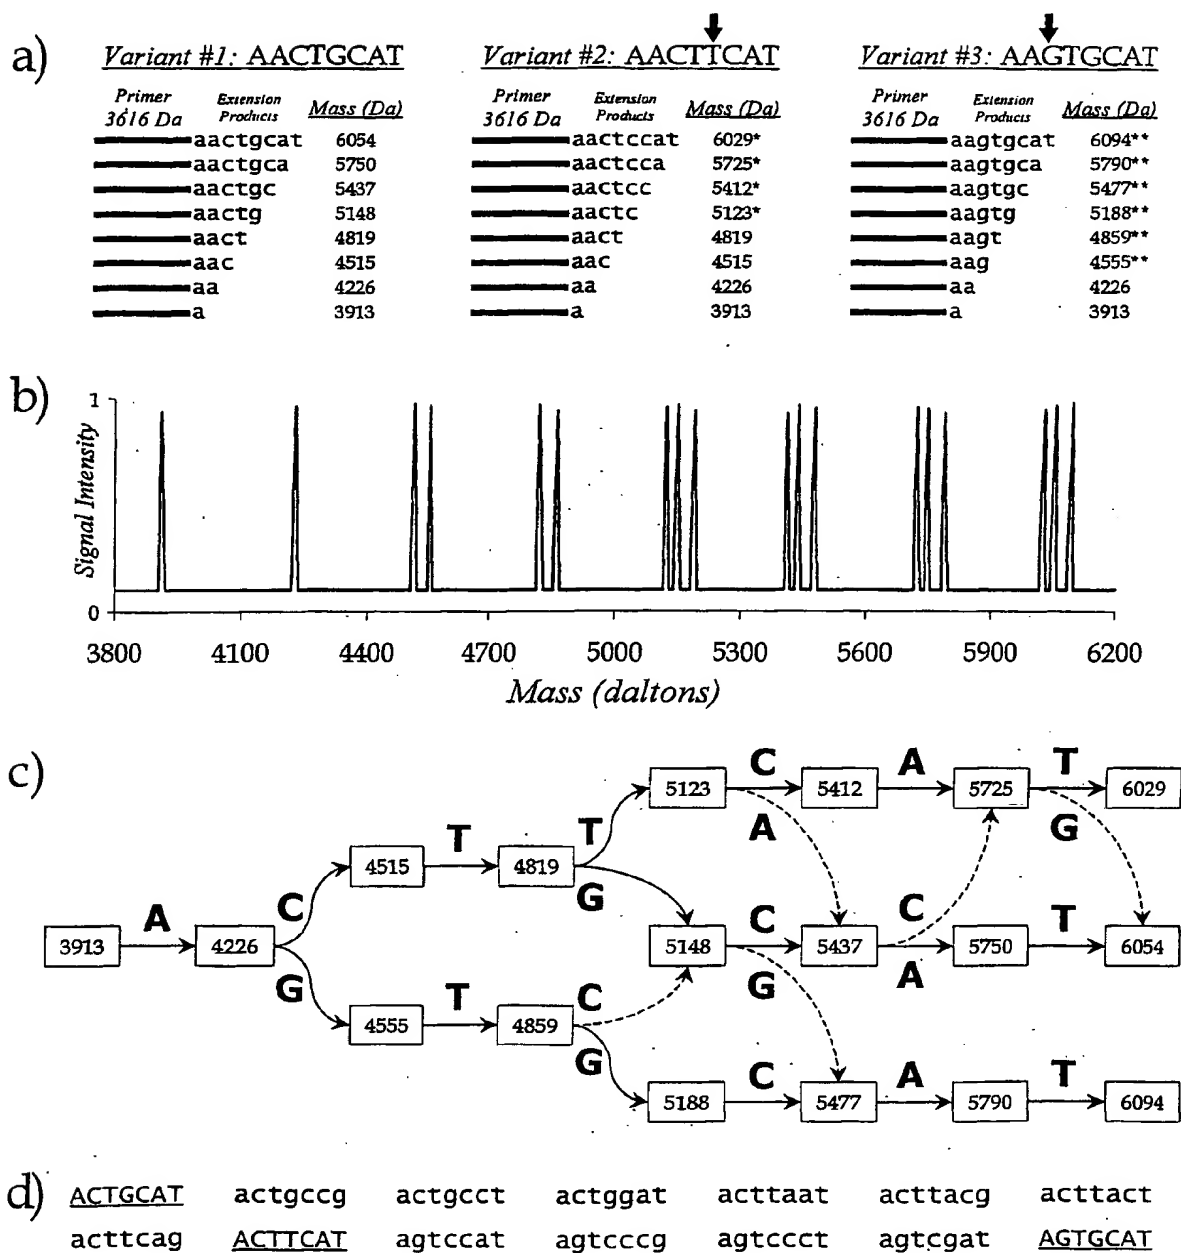 a)
Variant #1: AACTGCAT
Variant #2: AACTTCAT
Variant #3: AAGTGCAT
Primer 3616 Da Extension Products Mass (Da)
aactgcat 6054
aactgca 5750
aactgc 5437
aactg 5148
aact 4819
aac 4515
aa 4226
a 3913
Primer 3616 Da Extension Products Mass (Da)
aactccat 6029*
aactcca 5725*
aactcc 5412*
aactc 5123*
aact 4819
aac 4515
aa 4226
a 3913
Primer 3616 Da Extension Products Mass (Da)
aagtgcat 6094**
aagtgca 5790**
aagtgc 5477**
aagtg 5188**
aagt 4859**
aag 4555**
aa 4226
a 3913
b)
Signal Intensity
1
0
3800 4100 4400 4700 5000 5300 5600 5900 6200
Mass (daltons)
c)
C A T
5123 5412 5725 6029
T T A G
4515 4819
C G C C T
A
3913 4226 5148 5437 5750 6054
G T C G A
4555 4859
G C A T
5188 5477 5790 6094
d)
ACTGCAT actgccg actgcct actggat acttaat acttacg acttact
acttcag ACTTCAT agtccat agtcccg agtccct agtcgat AGTGCAT